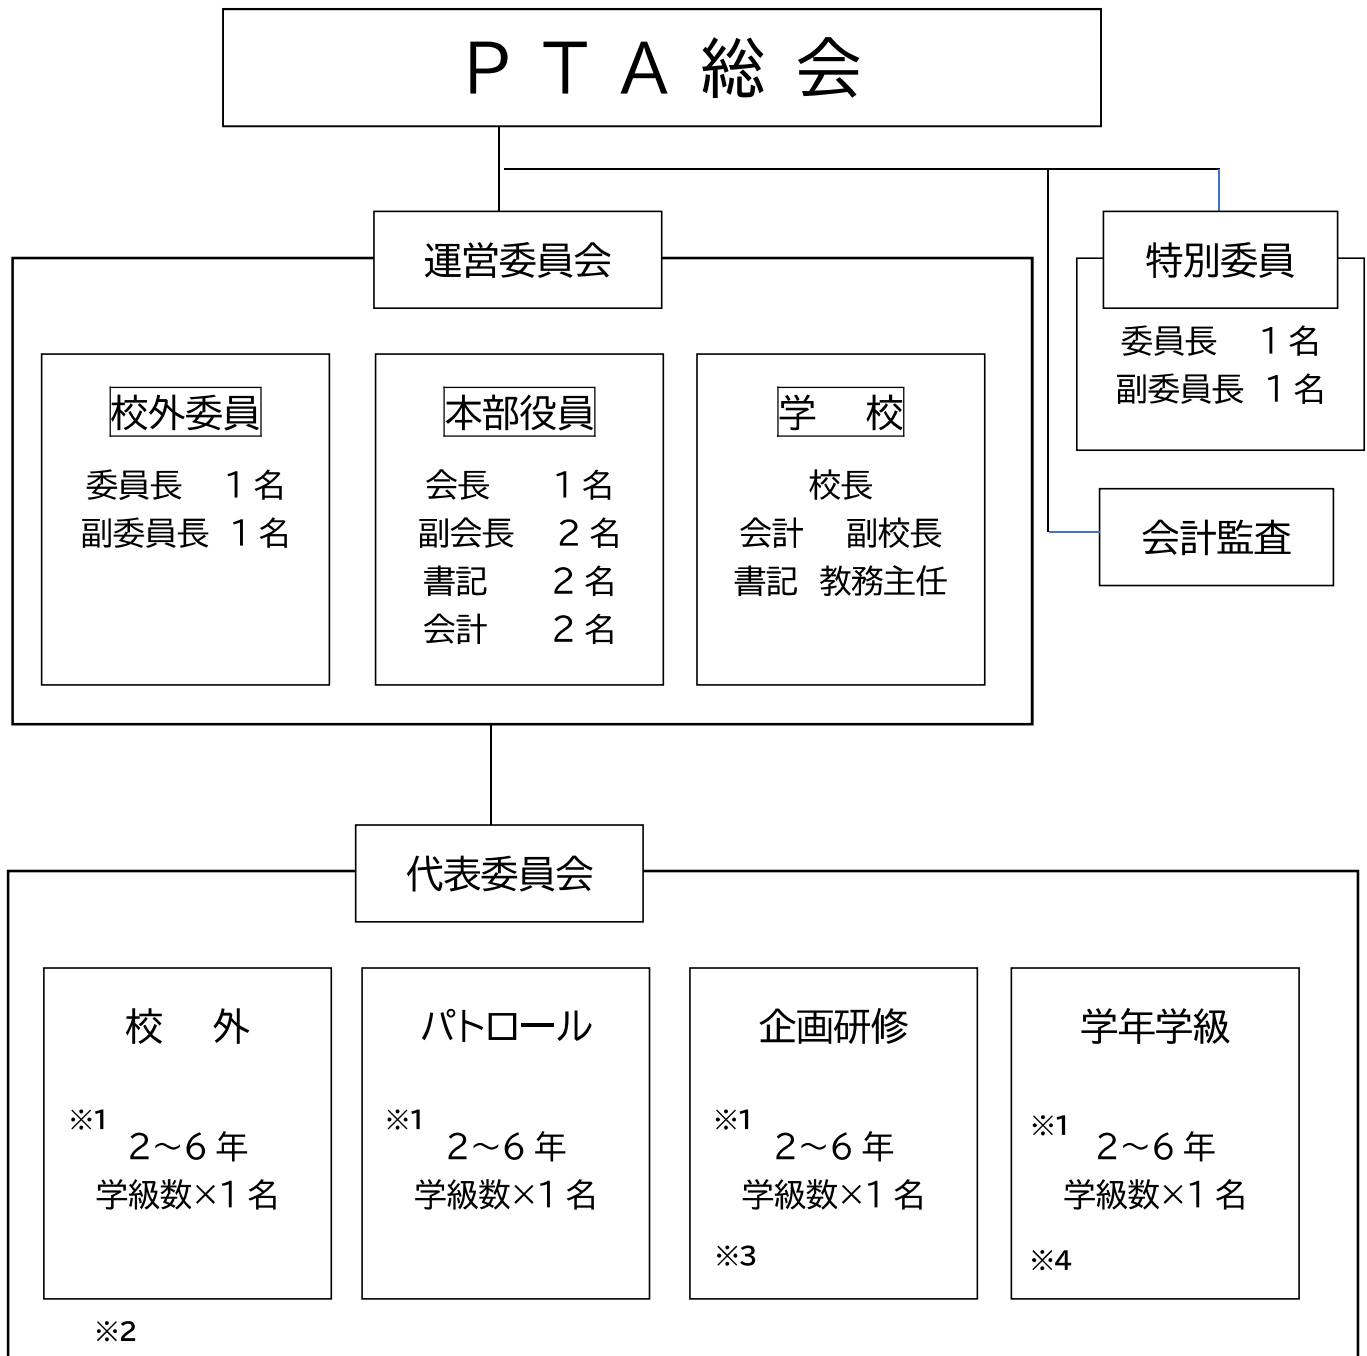 ＰＴＡ総会
運営委員会
特別委員
委員長　１名
副委員長　１名
校外委員
委員長　１名
副委員長　１名
本部役員
会長　１名
副会長　２名
書記　２名
会計　２名
学　校
校長
会計　副校長
書記　教務主任
会計監査
代表委員会
校　外
※1
２～６年
学級数×１名
パトロール
※1
２～６年
学級数×１名
企画研修
※1
２～６年
学級数×１名
※3
学年学級
※1
２～６年
学級数×１名
※4
※2